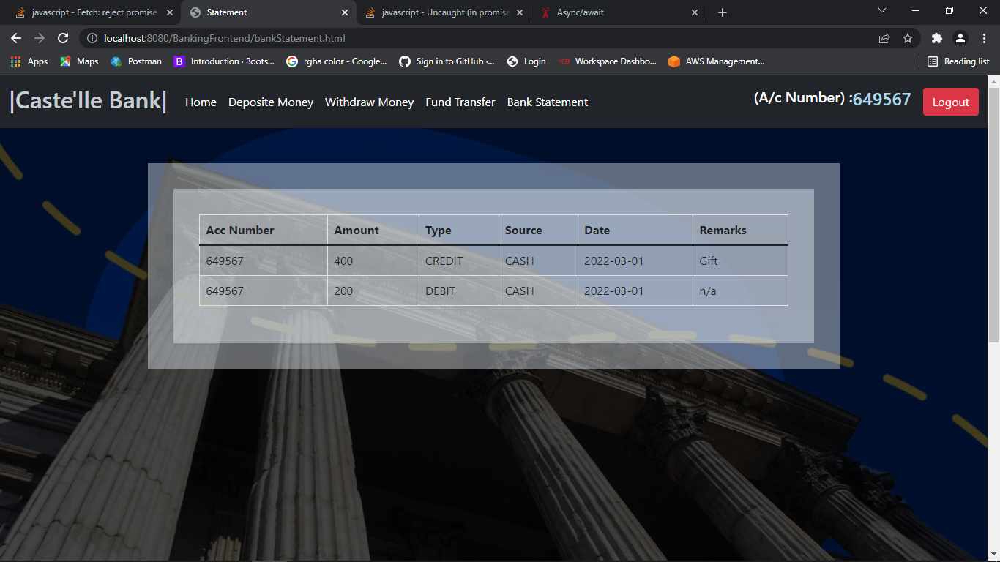 javascript - Fetch: reject promise
Statement
javascript - Uncaught (in promise
Async/await
localhost:8080/BankingFrontend/bankStatement.html
Apps Maps Postman Introduction · Boots... rgba color - Google... Sign in to GitHub ·... Login Workspace Dashbo... AWS Management... Reading list
|Caste'lle Bank| Home Deposite Money Withdraw Money Fund Transfer Bank Statement (A/c Number) :649567 Logout
Acc Number Amount Type Source Date Remarks
649567 400 CREDIT CASH 2022-03-01 Gift
649567 200 DEBIT CASH 2022-03-01 n/a